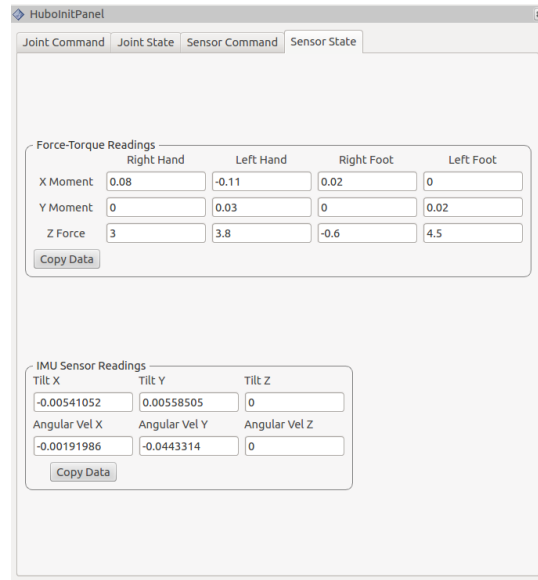 HuboInitPanel
Joint Command Joint State Sensor Command Sensor State
Force-Torque Readings
Right Hand Left Hand Right Foot Left Foot
X Moment 0.08 -0.11 0.02 0
Y Moment 0 0.03 0 0.02
Z Force 3 3.8 -0.6 4.5
Copy Data
IMU Sensor Readings
Tilt X Tilt Y Tilt Z
-0.00541052 0.00558505 0
Angular Vel X Angular Vel Y Angular Vel Z
-0.00191986 -0.0443314 0
Copy Data